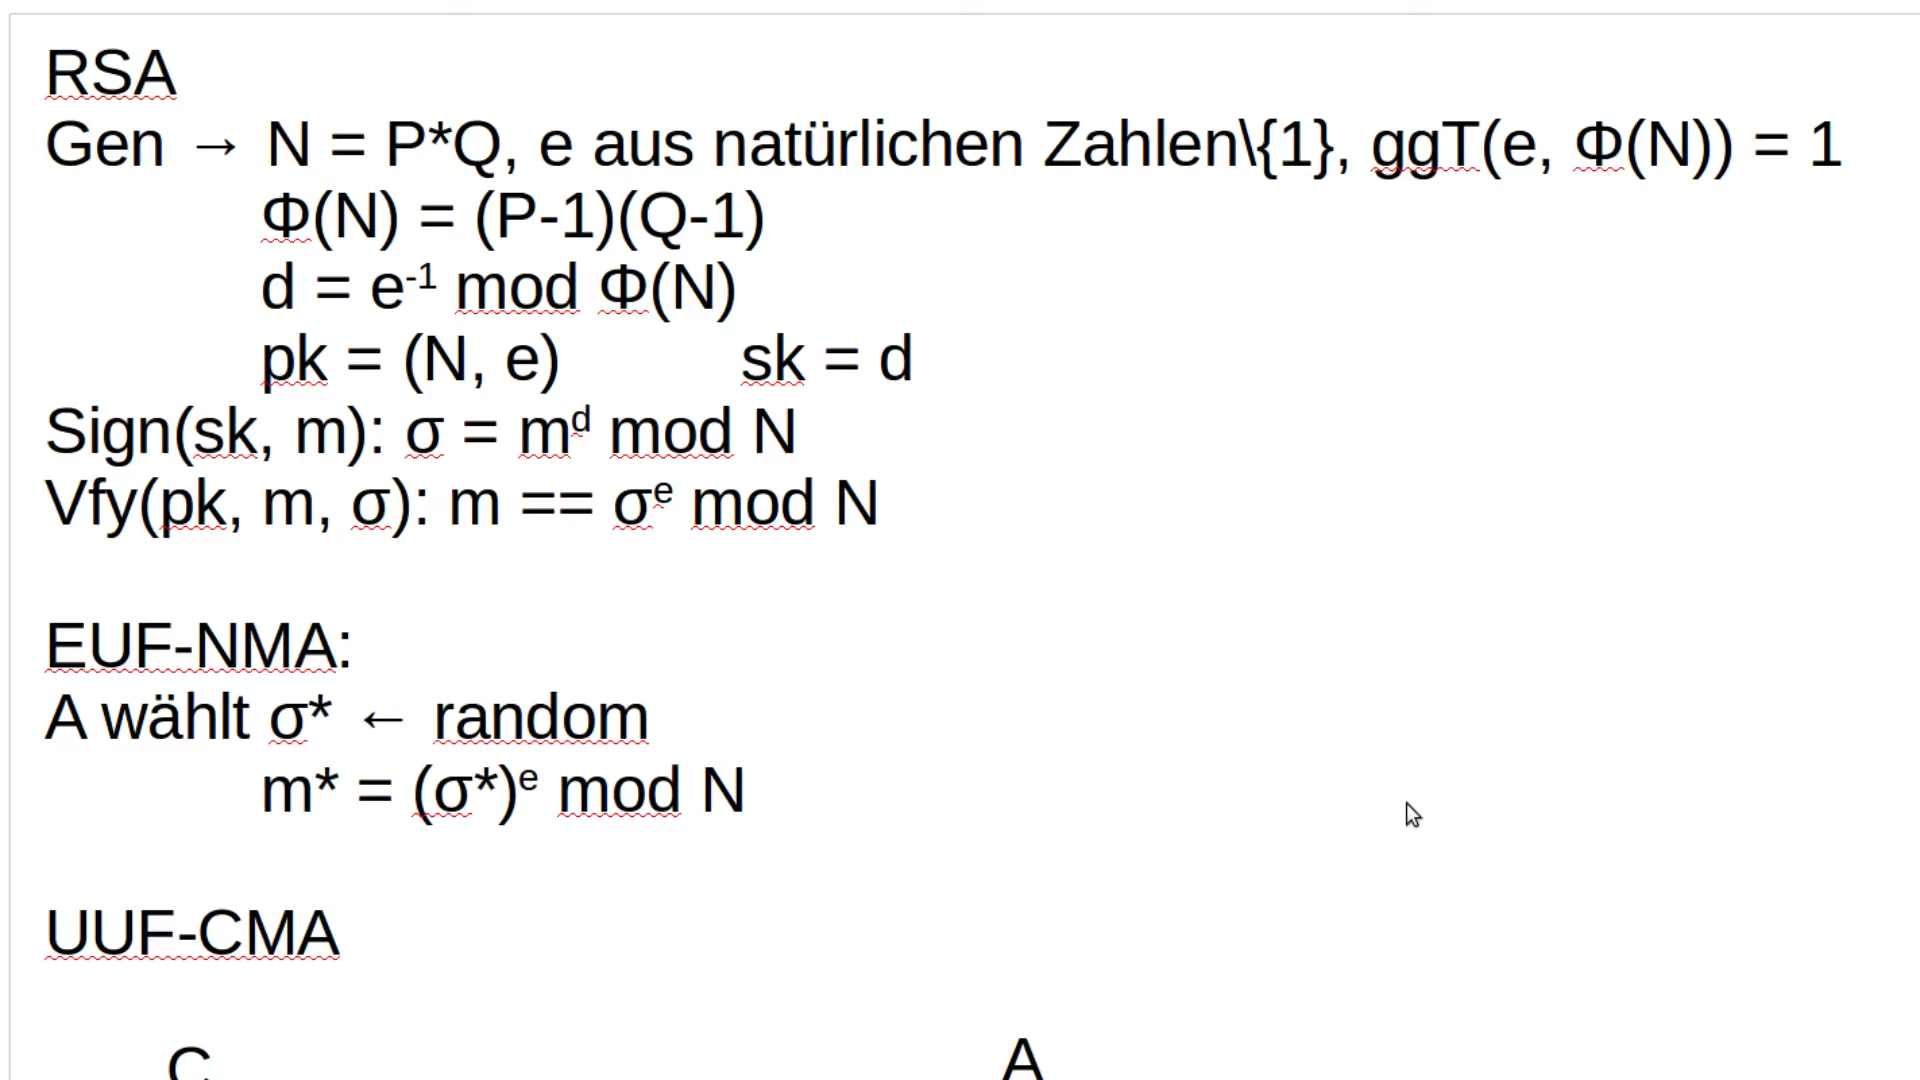 RSA
Gen → N = P*Q, e aus natürlichen Zahlen\{1}, ggT(e, Φ(N)) = 1
Φ(N) = (P-1)(Q-1)
d = e⁻¹ mod Φ(N)
pk = (N, e) sk = d
Sign(sk, m): σ = mᵈ mod N
Vfy(pk, m, σ): m == σᵉ mod N
EUF-NMA:
A wählt σ* ← random
m* = (σ*)ᵉ mod N
UUF-CMA
C A